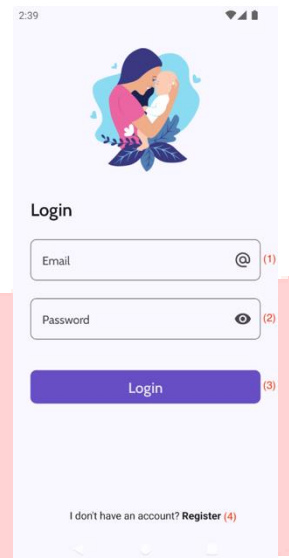 2:39
Login
Email @ (1)
Password (2)
Login (3)
I don't have an account? Register (4)